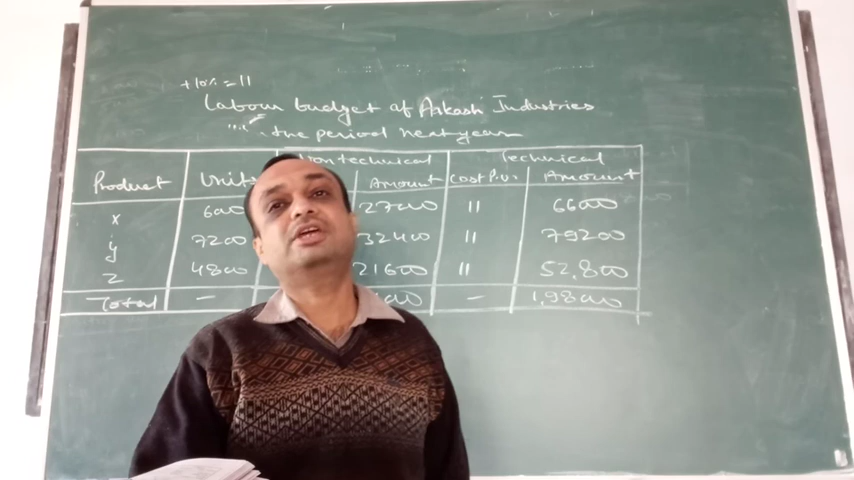 +10% = 11
Labour budget of Aakash Industries
the period next year
Product Units Non technical Amount Technical Cost P.U. Amount
x 6000 27000 11 66000
y 7200 32400 11 79200
z 4800 21600 11 52,800
Total - - 1,98000